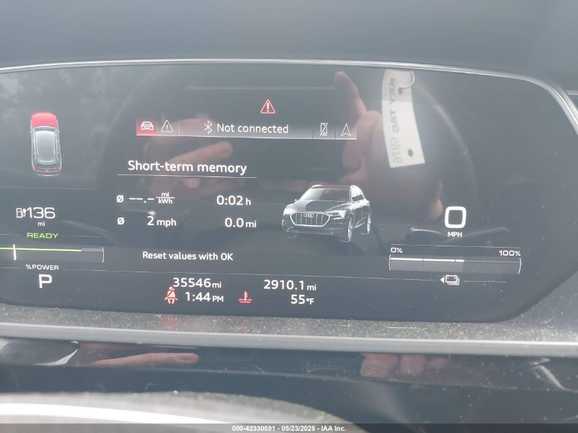 Not connected
Short-term memory
Ø --.- mi/kWh 0:02 h
Ø 2 mph 0.0 mi
136 mi
READY
%POWER
P
Reset values with OK
0 MPH
0% 100%
35546 mi 2910.1 mi
1:44 PM 55 °F
000-42330691 - 05/23/2025 - IAA Inc.